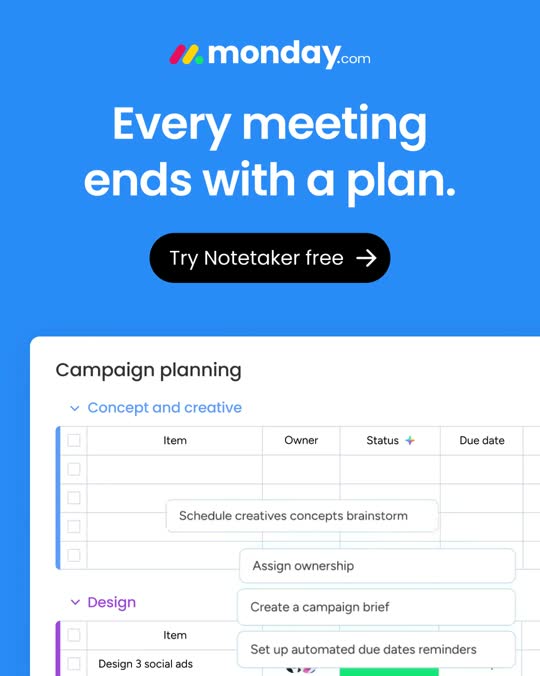 monday.com
Every meeting
ends with a plan.
Try Notetaker free →
Campaign planning
Concept and creative
Item Owner Status Due date
Schedule creatives concepts brainstorm
Assign ownership
Create a campaign brief
Set up automated due dates reminders
Design
Item
Design 3 social ads